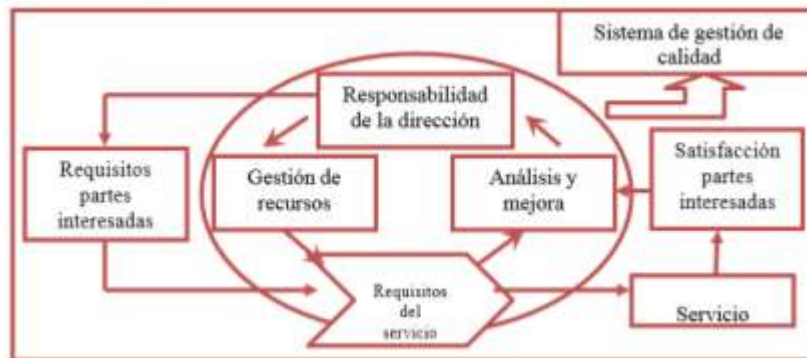 Sistema de gestión de
calidad
Responsabilidad
de la dirección
Requisitos
partes
interesadas
Gestión de
recursos
Análisis y
mejora
Satisfacción
partes
interesadas
Requisitos
del
servicio
Servicio